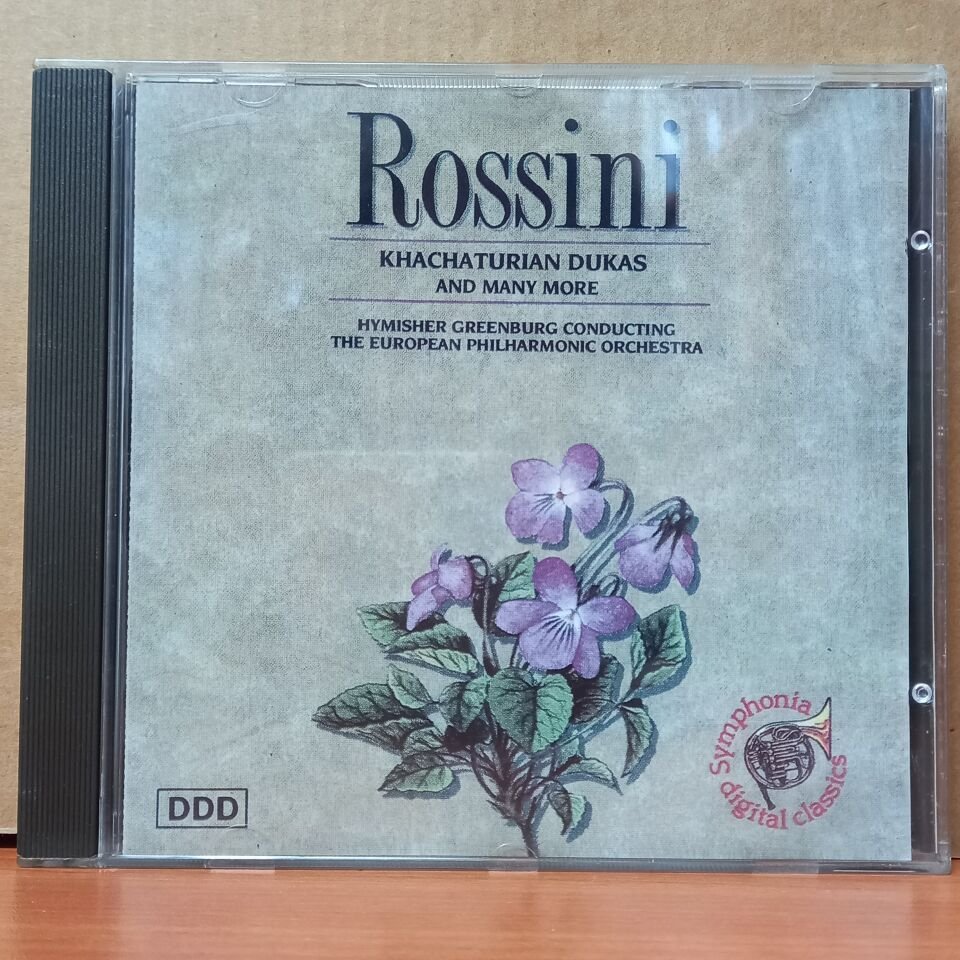 Rossini
KHACHATURIAN DUKAS
AND MANY MORE
HYMISHER GREENBURG CONDUCTING
THE EUROPEAN PHILHARMONIC ORCHESTRA
Symphonia
digital classics
DDD